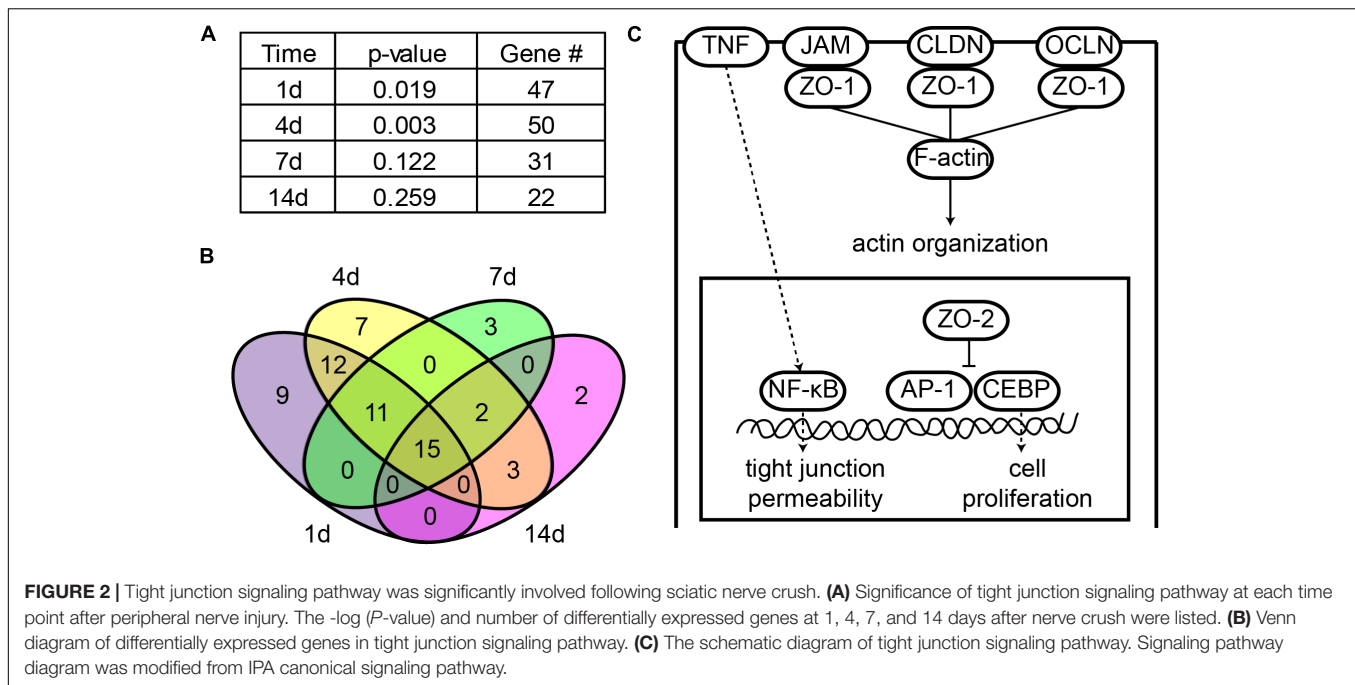 A
Time p-value Gene #
1d 0.019 47
4d 0.003 50
7d 0.122 31
14d 0.259 22
B
4d 7d
7 3
12 0 0
9 11 2 2
15
0 0 0 3
0
1d 14d
C
TNF JAM CLDN OCLN
ZO-1 ZO-1 ZO-1
F-actin
actin organization
ZO-2
NF-κB AP-1 CEBP
tight junction cell
permeability proliferation
FIGURE 2 | Tight junction signaling pathway was significantly involved following sciatic nerve crush. (A) Significance of tight junction signaling pathway at each time
point after peripheral nerve injury. The -log (P-value) and number of differentially expressed genes at 1, 4, 7, and 14 days after nerve crush were listed. (B) Venn
diagram of differentially expressed genes in tight junction signaling pathway. (C) The schematic diagram of tight junction signaling pathway. Signaling pathway
diagram was modified from IPA canonical signaling pathway.